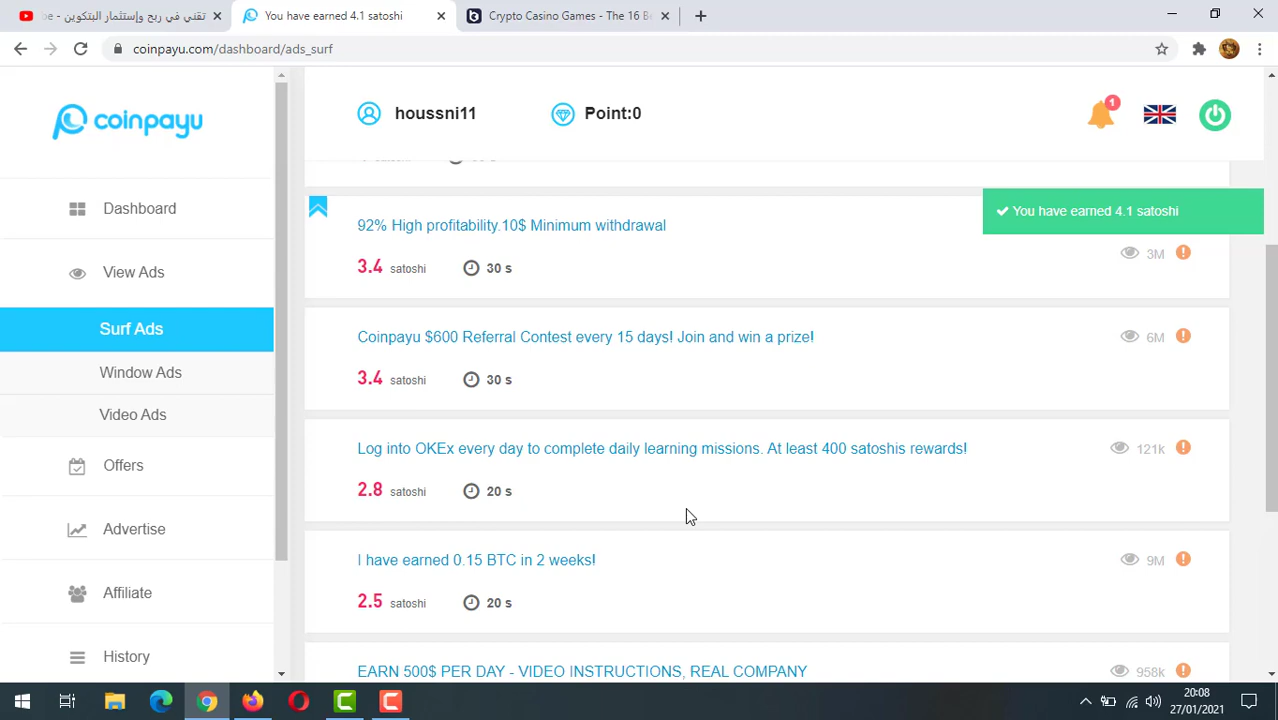 تقني في ربح وإستثمار البتكوين - be
You have earned 4.1 satoshi
Crypto Casino Games - The 16 Be
coinpayu.com/dashboard/ads_surf
coinpayu
houssni11
Point:0
1
Dashboard
View Ads
Surf Ads
Window Ads
Video Ads
Offers
Advertise
Affiliate
History
You have earned 4.1 satoshi
92% High profitability.10$ Minimum withdrawal
3.4 satoshi 30 s
3M
Coinpayu $600 Referral Contest every 15 days! Join and win a prize!
6M
3.4 satoshi 30 s
Log into OKEx every day to complete daily learning missions. At least 400 satoshis rewards!
121k
2.8 satoshi 20 s
I have earned 0.15 BTC in 2 weeks!
9M
2.5 satoshi 20 s
EARN 500$ PER DAY - VIDEO INSTRUCTIONS, REAL COMPANY
958k
20:08
27/01/2021